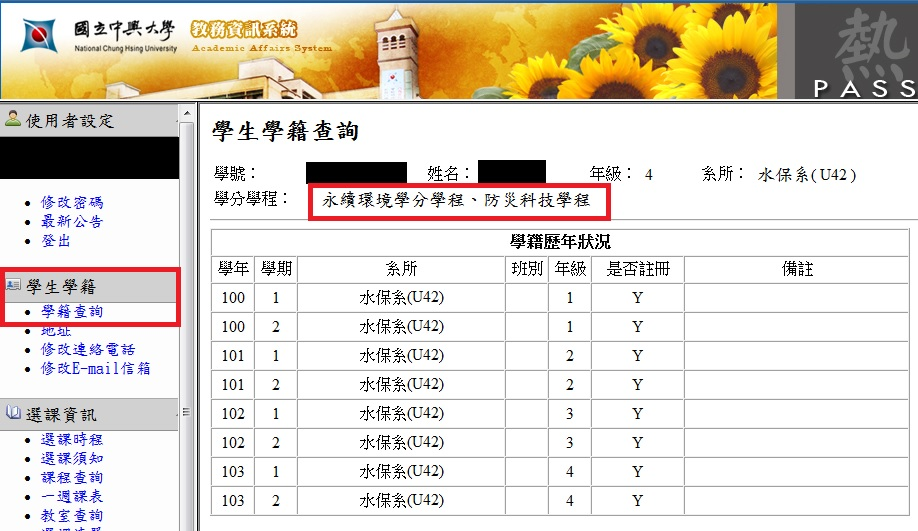 國立中興大學 教務資訊系統
National Chung Hsing University Academic Affairs System
熱
PASS
使用者設定
修改密碼
最新公告
登出
學生學籍
學籍查詢
地址
修改連絡電話
修改E-mail信箱
選課資訊
選課時程
選課須知
課程查詢
一週課表
教室查詢
學生學籍查詢
學號： 姓名： 年級： 4 系所： 水保系(U42)
學分學程： 永續環境學分學程、防災科技學程
學籍歷年狀況
學年 學期 系所 班別 年級 是否註冊 備註
100 1 水保系(U42) 1 Y
100 2 水保系(U42) 1 Y
101 1 水保系(U42) 2 Y
101 2 水保系(U42) 2 Y
102 1 水保系(U42) 3 Y
102 2 水保系(U42) 3 Y
103 1 水保系(U42) 4 Y
103 2 水保系(U42) 4 Y